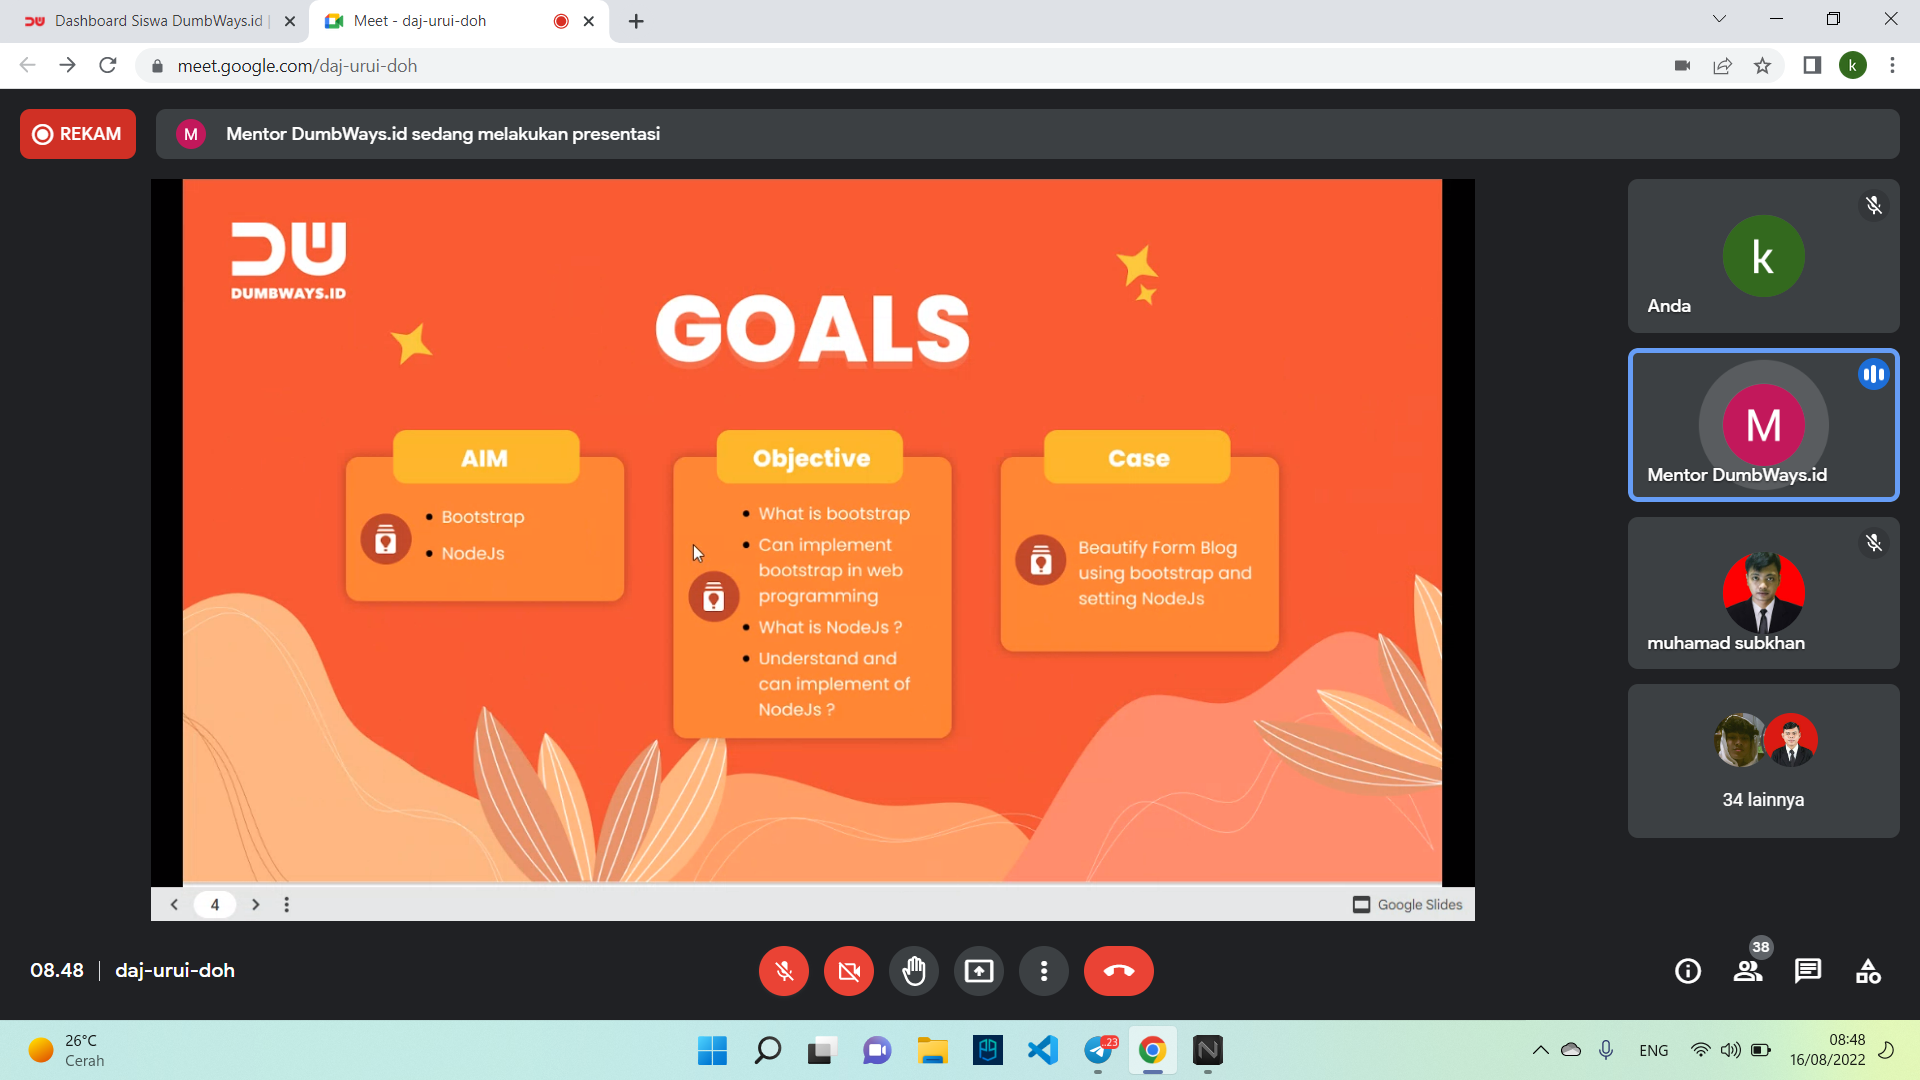 Dashboard Siswa DumbWays.id |
Meet - daj-urui-doh
meet.google.com/daj-urui-doh
k
REKAM
M
Mentor DumbWays.id sedang melakukan presentasi
DUMBWAYS.ID
GOALS
AIM
Bootstrap
NodeJs
Objective
What is bootstrap
Can implement
bootstrap in web
programming
What is NodeJs ?
Understand and
can implement of
NodeJs ?
Case
Beautify Form Blog
using bootstrap and
setting NodeJs
4
Google Slides
k
Anda
M
Mentor DumbWays.id
muhamad subkhan
34 lainnya
08.48
daj-urui-doh
38
26°C
Cerah
..23
ENG
08:48
16/08/2022